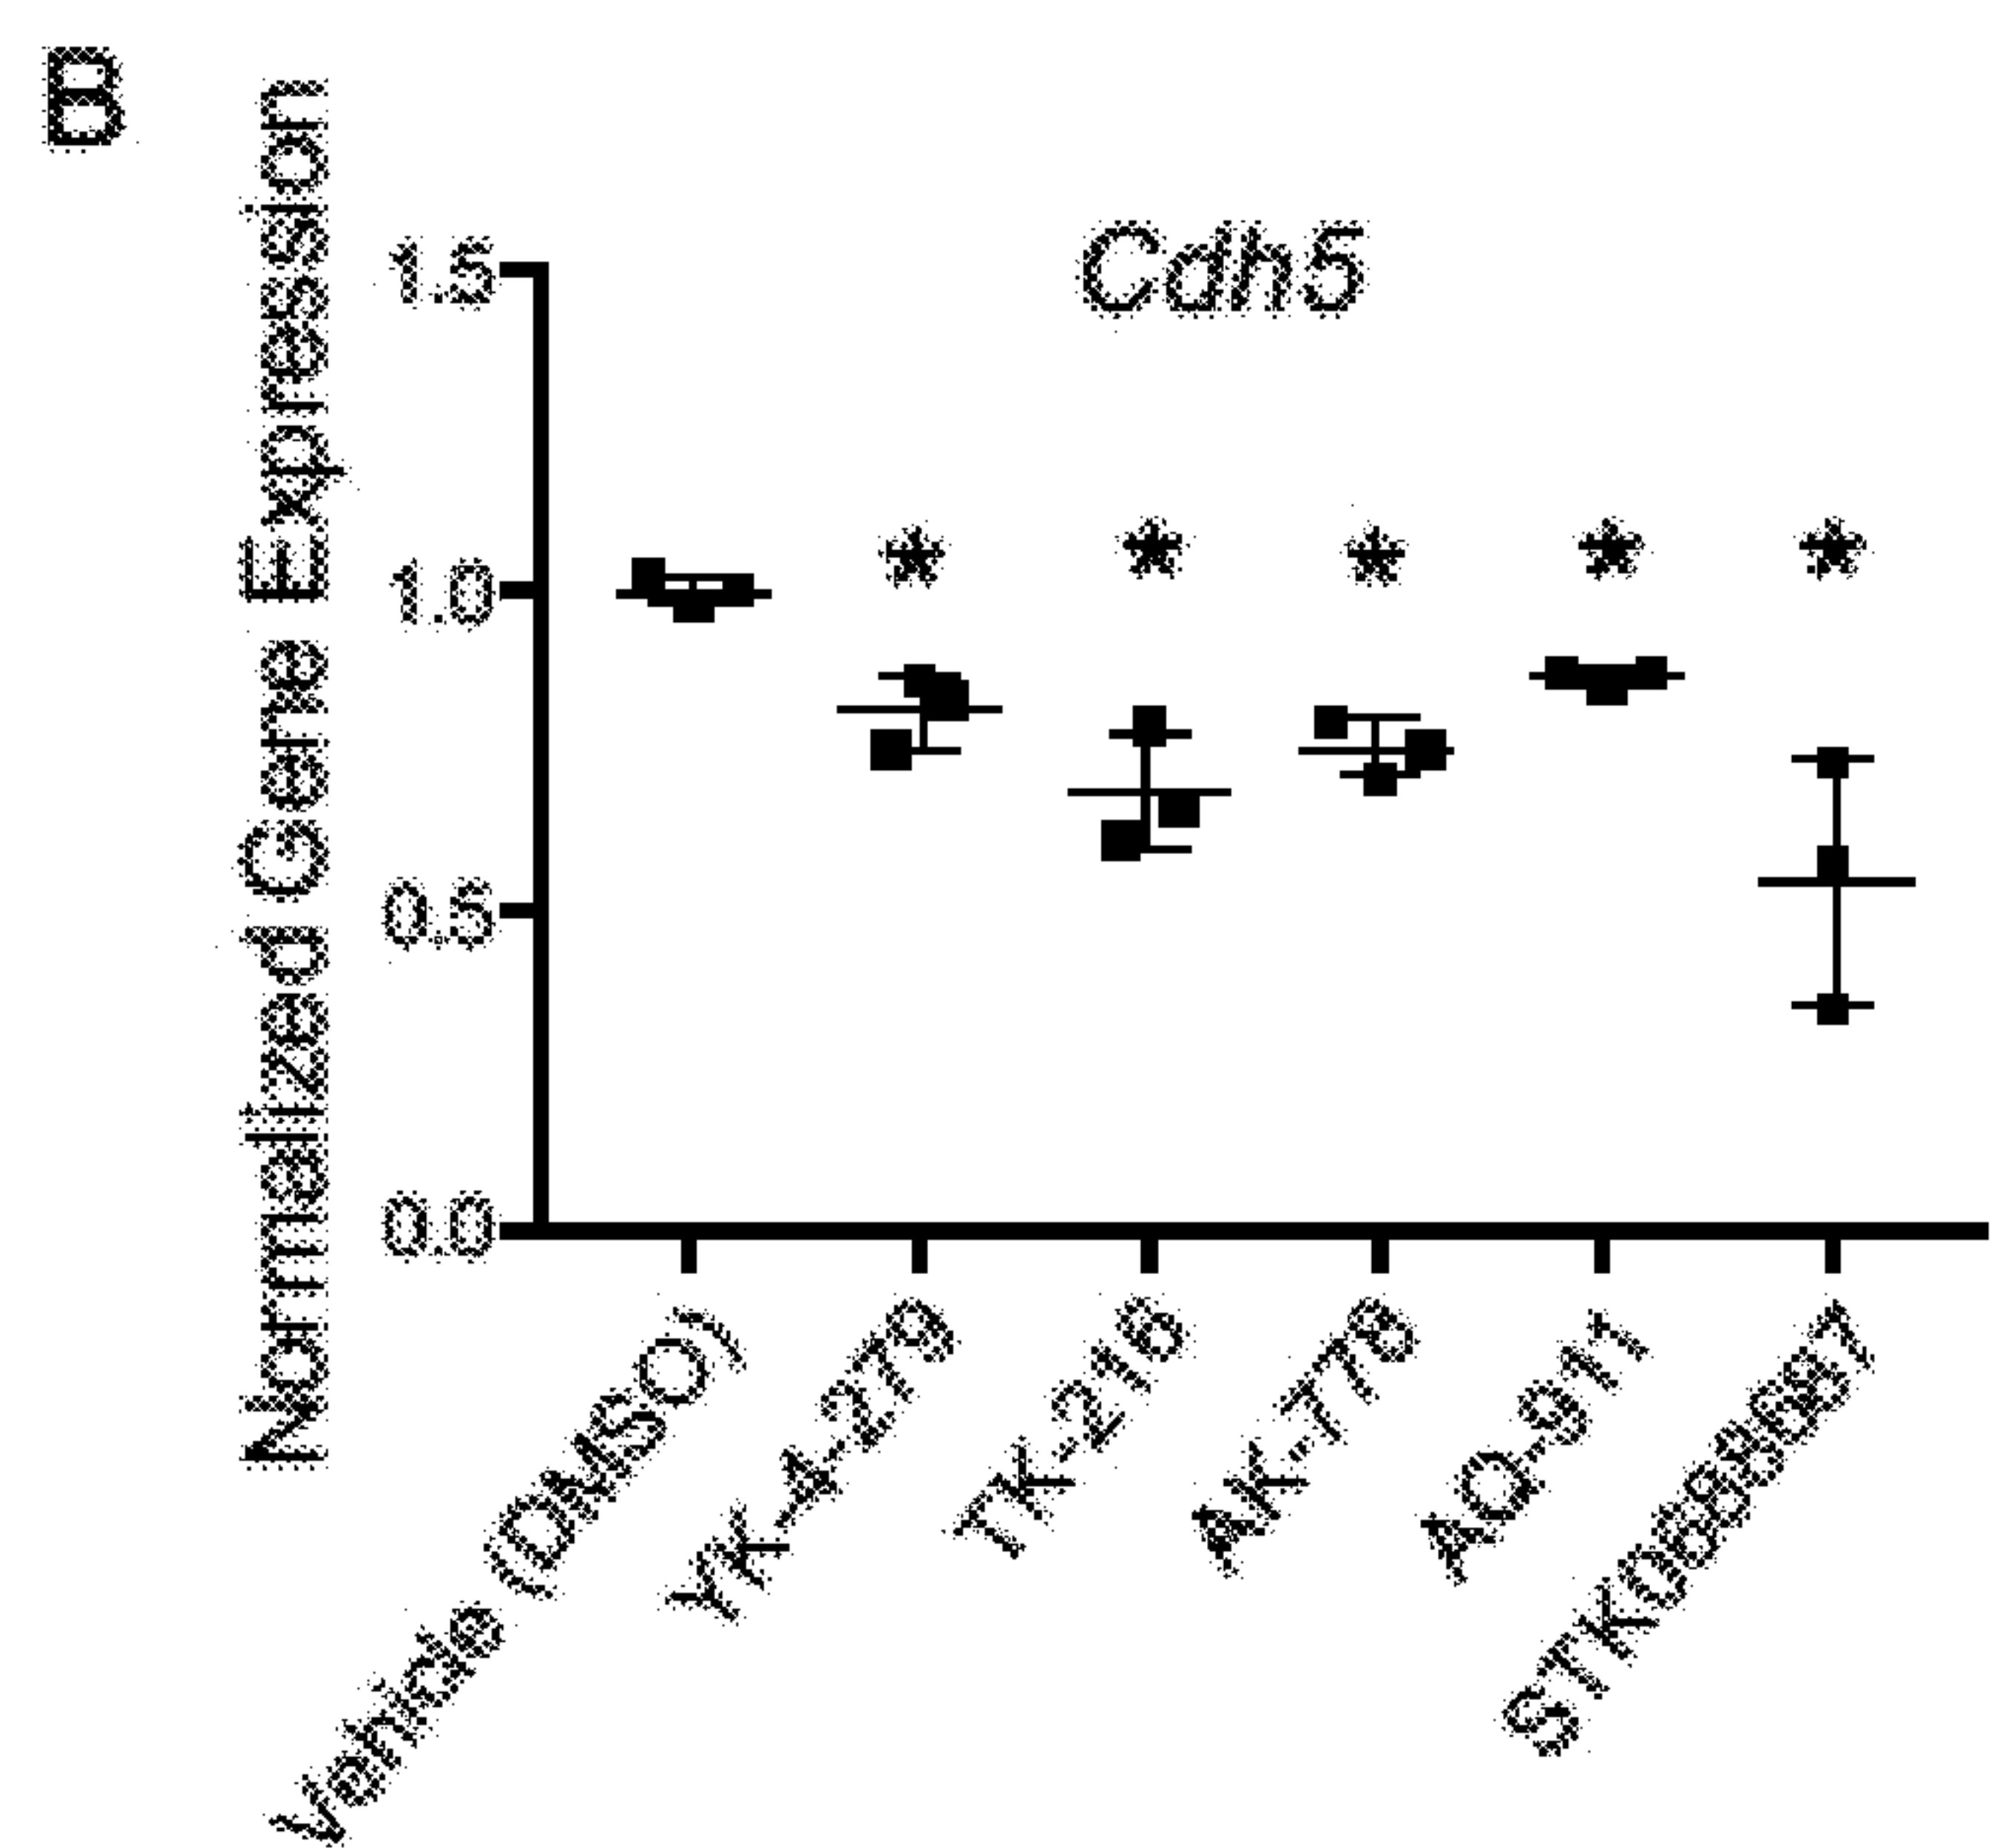 B
Normalized Gene Expression
Cdh5
1.5
1.0
0.5
0.0
* * * * *
Vehicle (DMSO)
YK-4-279
TK-216
AK-778
AO-911